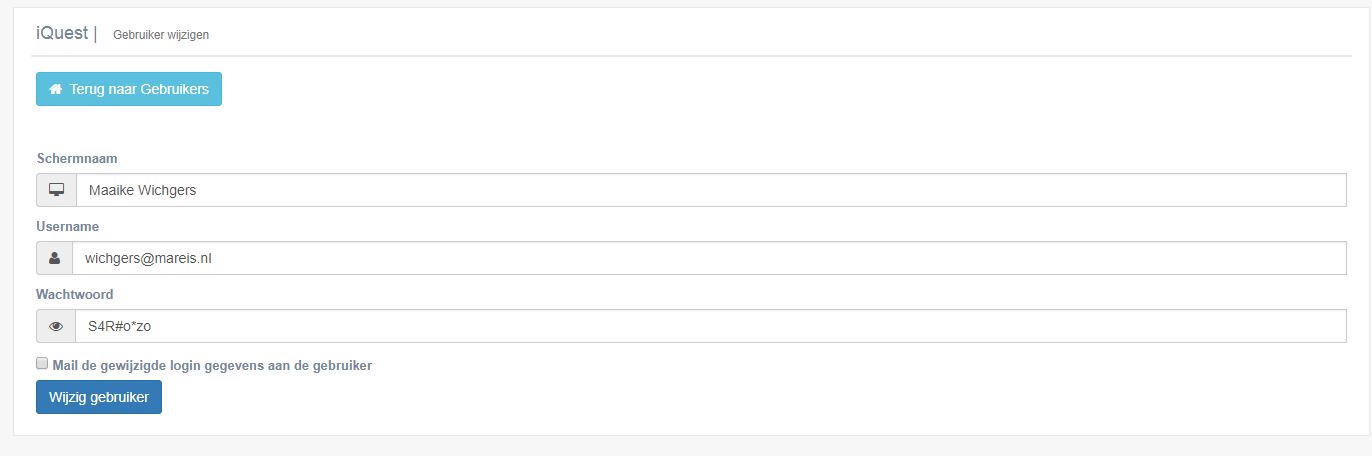 iQuest | Gebruiker wijzigen
Terug naar Gebruikers
Schermnaam
Maaike Wichgers
Username
wichgers@mareis.nl
Wachtwoord
S4R#o*zo
Mail de gewijzigde login gegevens aan de gebruiker
Wijzig gebruiker